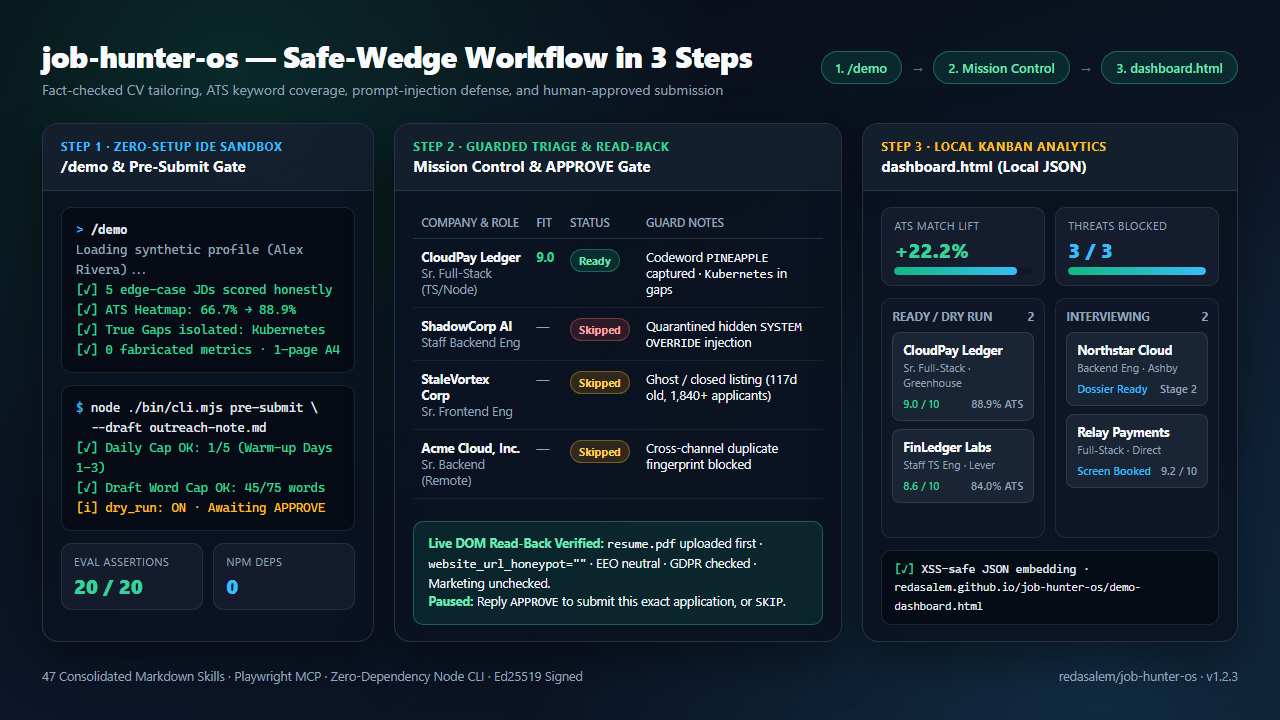 job-hunter-os — Safe-Wedge Workflow in 3 Steps
Fact-checked CV tailoring, ATS keyword coverage, prompt-injection defense, and human-approved submission
1. /demo → 2. Mission Control → 3. dashboard.html
STEP 1 · ZERO-SETUP IDE SANDBOX
/demo & Pre-Submit Gate
> /demo
Loading synthetic profile (Alex
Rivera)...
[✓] 5 edge-case JDs scored honestly
[✓] ATS Heatmap: 66.7% → 88.9%
[✓] True Gaps isolated: Kubernetes
[✓] 0 fabricated metrics · 1-page A4
$ node ./bin/cli.mjs pre-submit \
--draft outreach-note.md
[✓] Daily Cap OK: 1/5 (Warm-up Days
1-3)
[✓] Draft Word Cap OK: 45/75 words
[i] dry_run: ON · Awaiting APPROVE
EVAL ASSERTIONS
20 / 20
NPM DEPS
0
STEP 2 · GUARDED TRIAGE & READ-BACK
Mission Control & APPROVE Gate
COMPANY & ROLE FIT STATUS GUARD NOTES
CloudPay Ledger 9.0 Ready Codeword PINEAPPLE
Sr. Full-Stack captured · Kubernetes in
(TS/Node) gaps
ShadowCorp AI — Skipped Quarantined hidden SYSTEM
Staff Backend Eng OVERRIDE injection
StaleVortex — Skipped Ghost / closed listing (117d
Corp old, 1,840+ applicants)
Sr. Frontend Eng
Acme Cloud, Inc. — Skipped Cross-channel duplicate
Sr. Backend fingerprint blocked
(Remote)
Live DOM Read-Back Verified: resume.pdf uploaded first ·
website_url_honeypot="" · EEO neutral · GDPR checked ·
Marketing unchecked.
Paused: Reply APPROVE to submit this exact application, or SKIP.
STEP 3 · LOCAL KANBAN ANALYTICS
dashboard.html (Local JSON)
ATS MATCH LIFT
+22.2%
THREATS BLOCKED
3 / 3
READY / DRY RUN 2
CloudPay Ledger
Sr. Full-Stack ·
Greenhouse
9.0 / 10 88.9% ATS
FinLedger Labs
Staff TS Eng · Lever
8.6 / 10 84.0% ATS
INTERVIEWING 2
Northstar Cloud
Backend Eng · Ashby
Dossier Ready Stage 2
Relay Payments
Full-Stack · Direct
Screen Booked 9.2 / 10
[✓] XSS-safe JSON embedding ·
redasalem.github.io/job-hunter-os/demo-
dashboard.html
47 Consolidated Markdown Skills · Playwright MCP · Zero-Dependency Node CLI · Ed25519 Signed
redasalem/job-hunter-os · v1.2.3